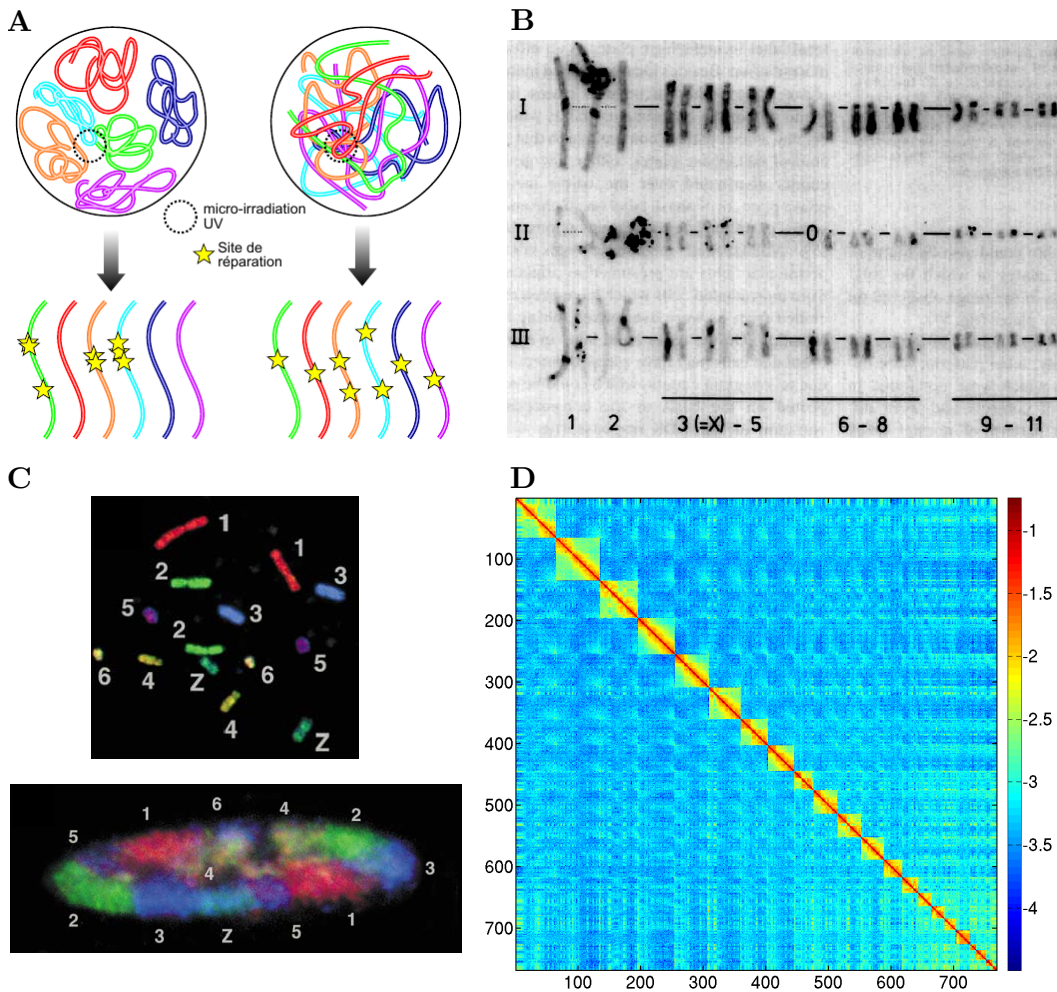 A
micro-irradiation
UV
Site de
réparation
B
I
II
0
III
1 2 3 (=X) - 5 6 - 8 9 - 11
C
1
1
2
3
5
3
2
5
6
4
Z
6
4
Z
1
6
4
2
5
3
4
2
3
Z
5
1
D
100
200
300
400
500
600
700
100 200 300 400 500 600 700
-1
-1.5
-2
-2.5
-3
-3.5
-4